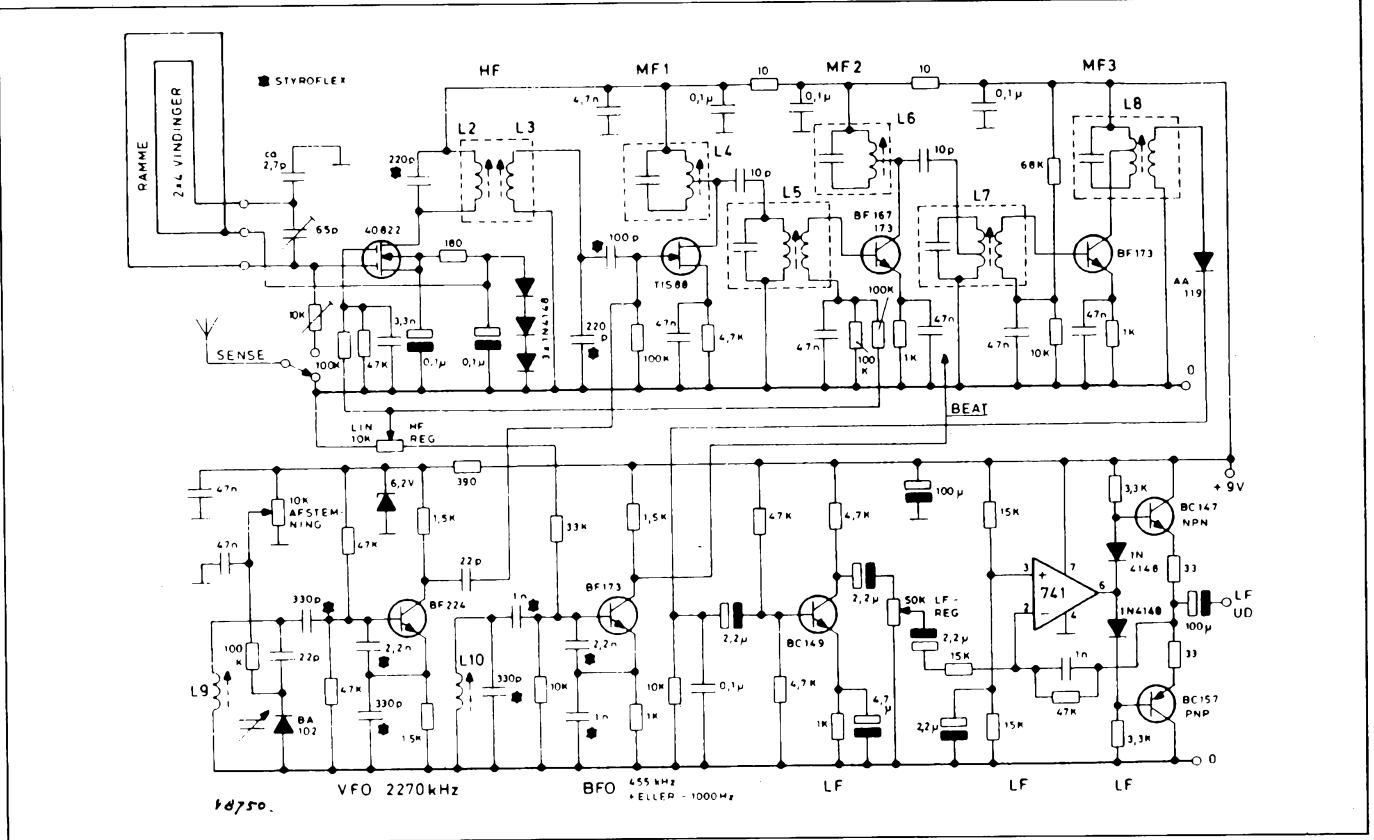 STYROFLEX
HF
MF1
10
MF2
10
MF3
RAMME
2x4 VINDINGER
ca
2,7p
65p
220p
L2
L3
4,7n
0,1µ
0,1µ
0,1µ
L4
10p
L5
L6
10p
L7
68K
L8
40822
180
100p
TIS88
BF167
173
BF173
AA
119
10K
SENSE
100K
47K
3,3n
0,1µ
0,1µ
3x1N4148
220
p
100K
47n
4,7K
47n
100
K
100K
1K
47n
47n
10K
47n
1K
0
BEAT
LIN
10K
HF
REG
47n
10K
AFSTEM-
NING
6,2V
390
+9V
47n
47K
1,5K
22p
33K
1,5K
47K
4,7K
100µ
15K
3,3K
BC147
NPN
1N
4148
33
330p
BF224
1n
BF173
2,2µ
BC149
2,2µ
50K LF-
REG
2,2µ
15K
3
+
741
2
−
7
6
4
1N4148
LF
UD
100µ
33
L9
100
K
22p
2,2n
L10
330p
2,2n
10K
10K
0,1µ
4,7K
4,7
µ
1n
47K
BC157
PNP
BA
102
47K
330p
1.5K
1n
1K
1K
2,2µ
15K
3,3K
0
VFO 2270kHz
BFO
455 kHz
+ELLER-1000Hz
LF
LF
LF